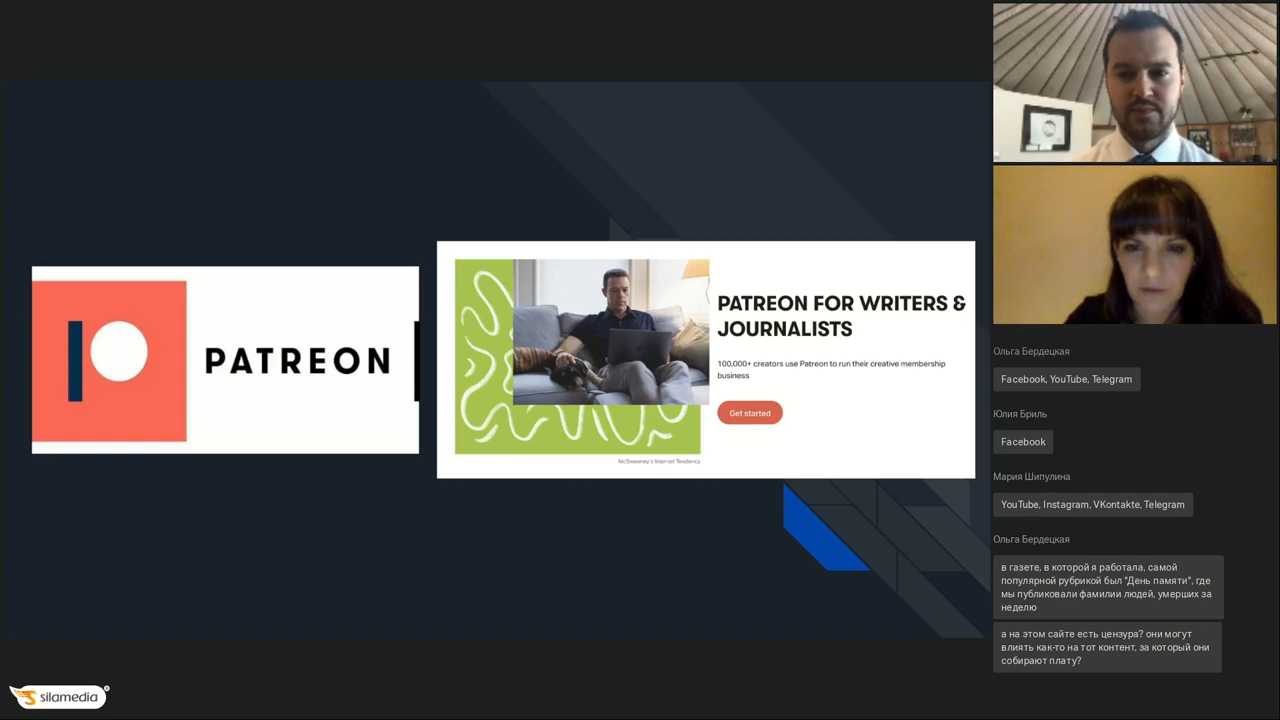 PATREON
PATREON FOR WRITERS &
JOURNALISTS
100,000+ creators use Patreon to run their creative membership
business
Get started
McSweeney's Internet Tendency
Ольга Бердецкая
Facebook, YouTube, Telegram
Юлия Бриль
Facebook
Мария Шипулина
YouTube, Instagram, VKontakte, Telegram
Ольга Бердецкая
в газете, в которой я работала, самой
популярной рубрикой был "День памяти", где
мы публиковали фамилии людей, умерших за
неделю
а на этом сайте есть цензура? они могут
влиять как-то на тот контент, за который они
собирают плату?
silamedia